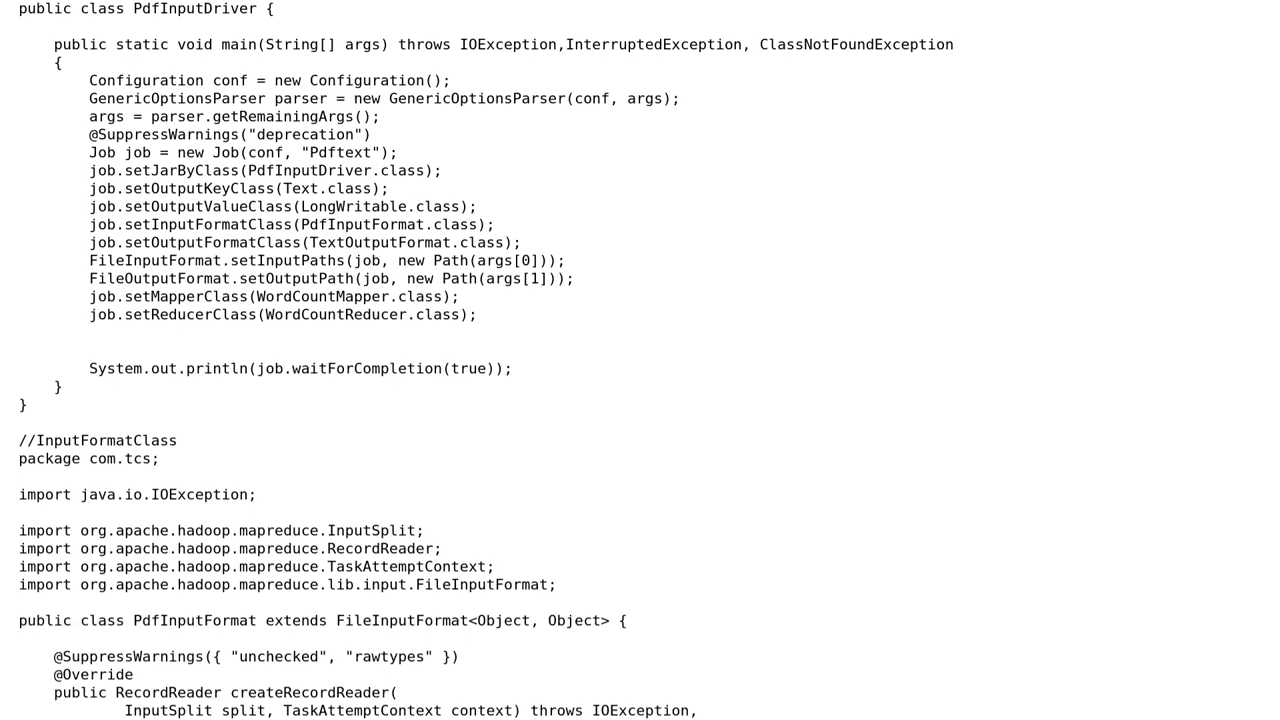 public class PdfInputDriver {
public static void main(String[] args) throws IOException,InterruptedException, ClassNotFoundException
{
Configuration conf = new Configuration();
GenericOptionsParser parser = new GenericOptionsParser(conf, args);
args = parser.getRemainingArgs();
@SuppressWarnings("deprecation")
Job job = new Job(conf, "Pdftext");
job.setJarByClass(PdfInputDriver.class);
job.setOutputKeyClass(Text.class);
job.setOutputValueClass(LongWritable.class);
job.setInputFormatClass(PdfInputFormat.class);
job.setOutputFormatClass(TextOutputFormat.class);
FileInputFormat.setInputPaths(job, new Path(args[0]));
FileOutputFormat.setOutputPath(job, new Path(args[1]));
job.setMapperClass(WordCountMapper.class);
job.setReducerClass(WordCountReducer.class);
System.out.println(job.waitForCompletion(true));
}
}
//InputFormatClass
package com.tcs;
import java.io.IOException;
import org.apache.hadoop.mapreduce.InputSplit;
import org.apache.hadoop.mapreduce.RecordReader;
import org.apache.hadoop.mapreduce.TaskAttemptContext;
import org.apache.hadoop.mapreduce.lib.input.FileInputFormat;
public class PdfInputFormat extends FileInputFormat<Object, Object> {
@SuppressWarnings({ "unchecked", "rawtypes" })
@Override
public RecordReader createRecordReader(
InputSplit split, TaskAttemptContext context) throws IOException,